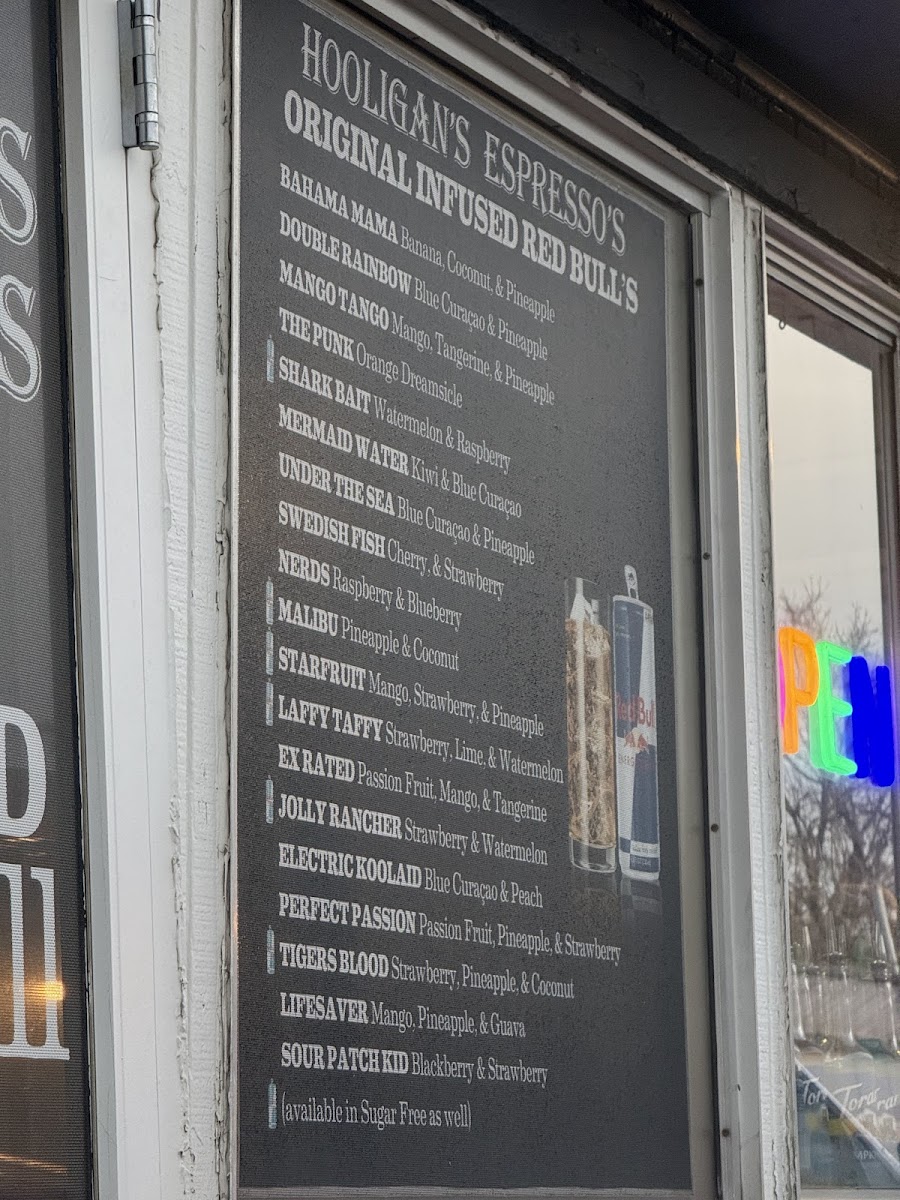 HOOLIGAN'S ESPRESSO'S
ORIGINAL INFUSED RED BULL'S
BAHAMA MAMA Banana, Coconut, & Pineapple
DOUBLE RAINBOW Blue Curaçao & Pineapple
MANGO TANGO Mango, Tangerine, & Pineapple
THE PUNK Orange Dreamsicle
SHARK BAIT Watermelon & Raspberry
MERMAID WATER Kiwi & Blue Curaçao
UNDER THE SEA Blue Curaçao & Pineapple
SWEDISH FISH Cherry, & Strawberry
NERDS Raspberry & Blueberry
MALIBU Pineapple & Coconut
STARFRUIT Mango, Strawberry, & Pineapple
LAFFY TAFFY Strawberry, Lime, & Watermelon
EX RATED Passion Fruit, Mango, & Tangerine
JOLLY RANCHER Strawberry & Watermelon
ELECTRIC KOOLAID Blue Curaçao & Peach
PERFECT PASSION Passion Fruit, Pineapple, & Strawberry
TIGERS BLOOD Strawberry, Pineapple, & Coconut
LIFESAVER Mango, Pineapple, & Guava
SOUR PATCH KID Blackberry & Strawberry
(available in Sugar Free as well)
Red Bull
PEN
S
S
D
ll